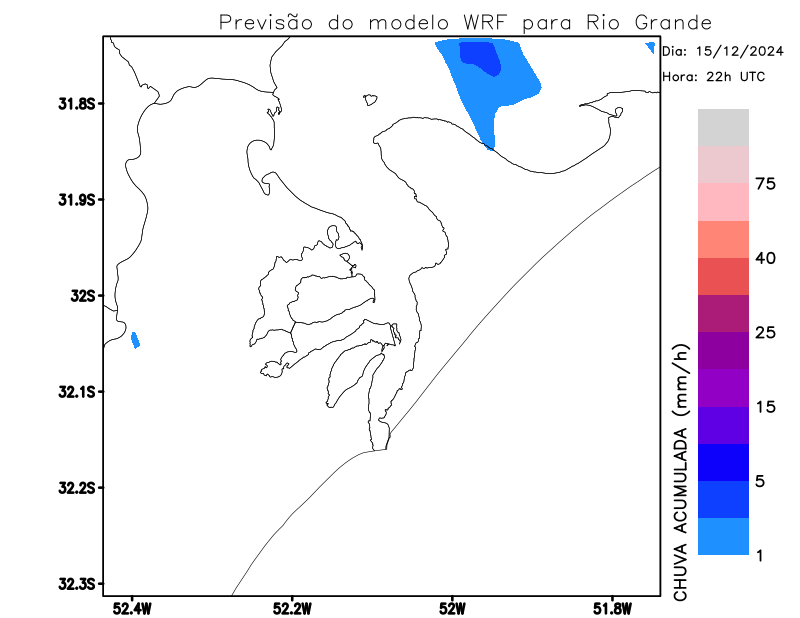 Previsão do modelo WRF para Rio Grande
Dia: 15/12/2024
Hora: 22h UTC
31.8S
31.9S
32S
32.1S
32.2S
32.3S
52.4W
52.2W
52W
51.8W
CHUVA ACUMULADA (mm/h)
75
40
25
15
5
1